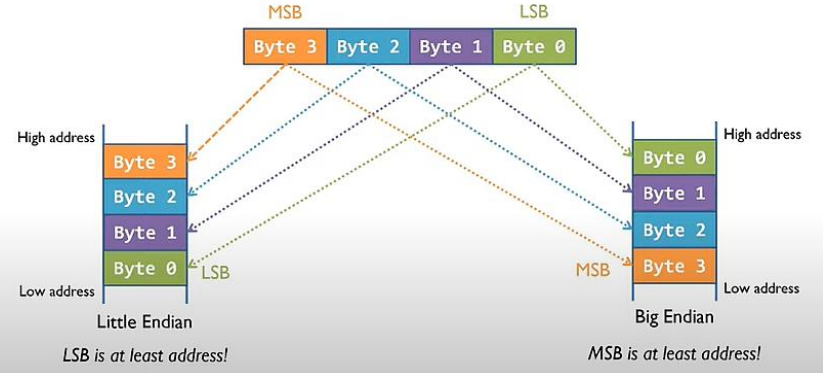 MSB LSB
Byte 3 Byte 2 Byte 1 Byte 0
High address
Byte 3
Byte 2
Byte 1
Byte 0 LSB
Low address
Little Endian
LSB is at least address!
High address
Byte 0
Byte 1
Byte 2
MSB Byte 3
Low address
Big Endian
MSB is at least address!